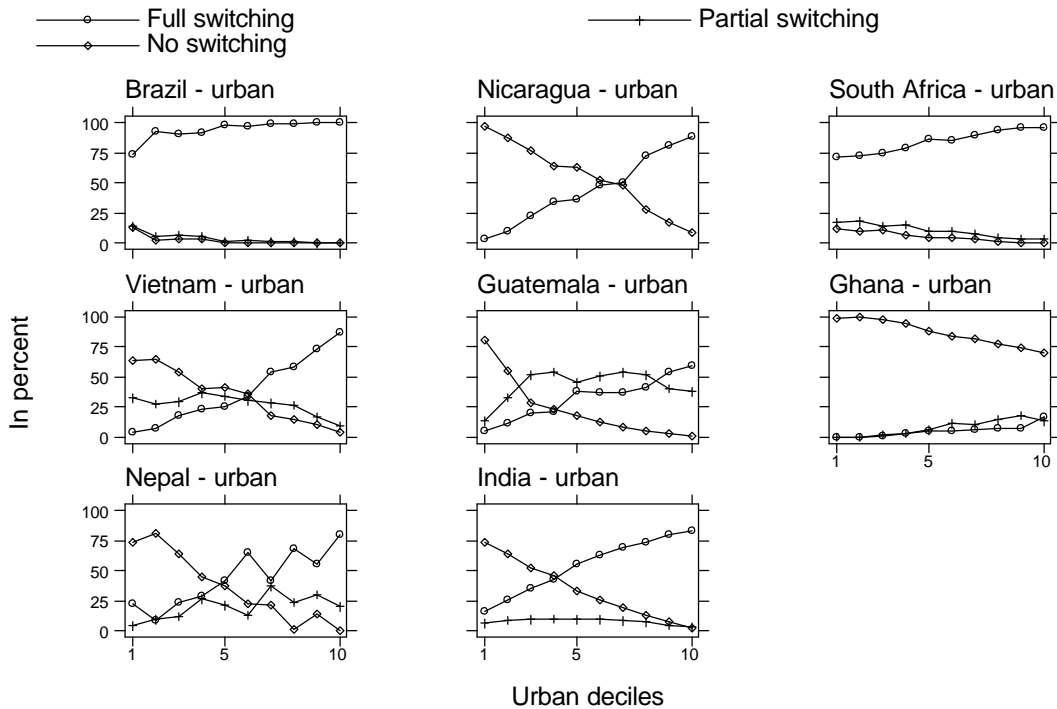 Full switching
Partial switching
No switching
Brazil - urban
Nicaragua - urban
South Africa - urban
100
75
50
25
0
Vietnam - urban
Guatemala - urban
Ghana - urban
100
75
50
25
0
1 5 10
Nepal - urban
India - urban
100
75
50
25
0
1 5 10
1 5 10
In percent
Urban deciles